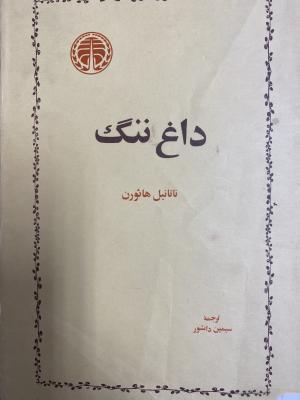 داغ ننگ
ناتانیل هاثورن
ترجمهٔ
سیمین دانشور